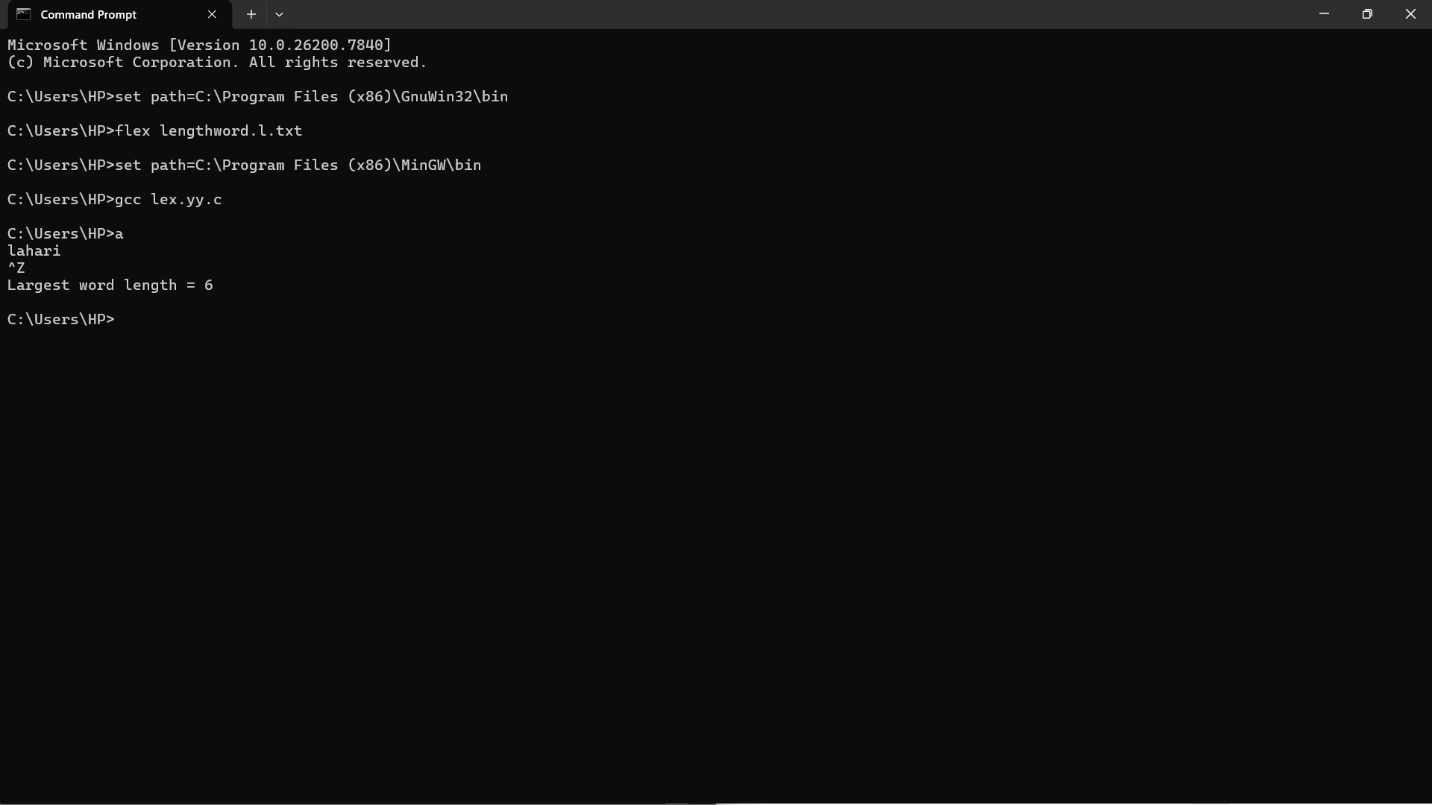 Command Prompt
Microsoft Windows [Version 10.0.26200.7840]
(c) Microsoft Corporation. All rights reserved.
C:\Users\HP>set path=C:\Program Files (x86)\GnuWin32\bin
C:\Users\HP>flex lengthword.l.txt
C:\Users\HP>set path=C:\Program Files (x86)\MinGW\bin
C:\Users\HP>gcc lex.yy.c
C:\Users\HP>a
lahari
^Z
Largest word length = 6
C:\Users\HP>